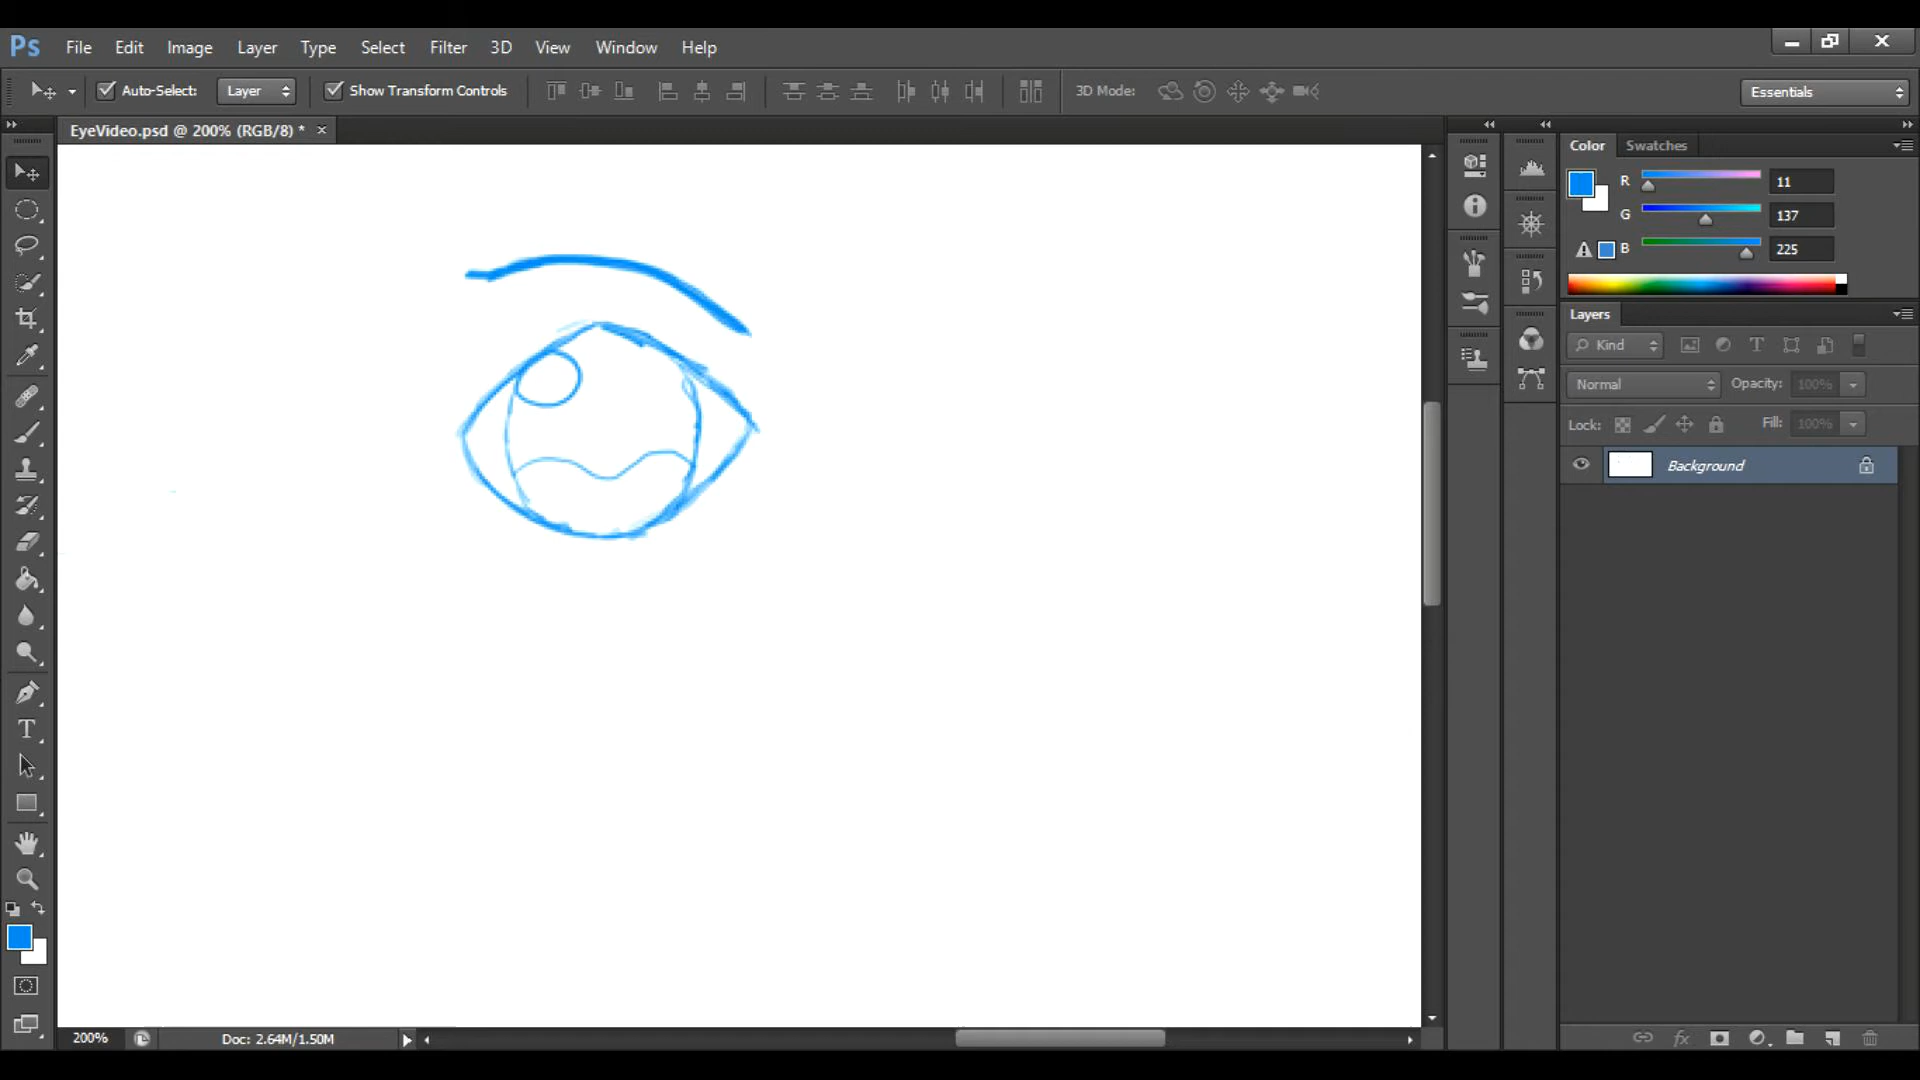 Ps File Edit Image Layer Type Select Filter 3D View Window Help
Auto-Select: Layer Show Transform Controls 3D Mode: Essentials
EyeVideo.psd @ 200% (RGB/8) * ×
Color Swatches
R 11
G 137
B 225
Layers
Kind
Normal Opacity: 100%
Lock: Fill: 100%
Background
200% Doc: 2.64M/1.50M